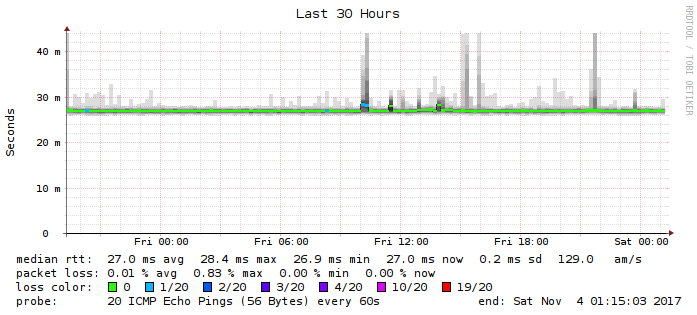 Last 30 Hours
RRDTOOL / TOBI OETIKER
Seconds
40 m
30 m
20 m
10 m
0
Fri 00:00 Fri 06:00 Fri 12:00 Fri 18:00 Sat 00:00
median rtt: 27.0 ms avg 28.4 ms max 26.9 ms min 27.0 ms now 0.2 ms sd 129.0 am/s
packet loss: 0.01 % avg 0.83 % max 0.00 % min 0.00 % now
loss color: 0 1/20 2/20 3/20 4/20 10/20 19/20
probe: 20 ICMP Echo Pings (56 Bytes) every 60s end: Sat Nov 4 01:15:03 2017